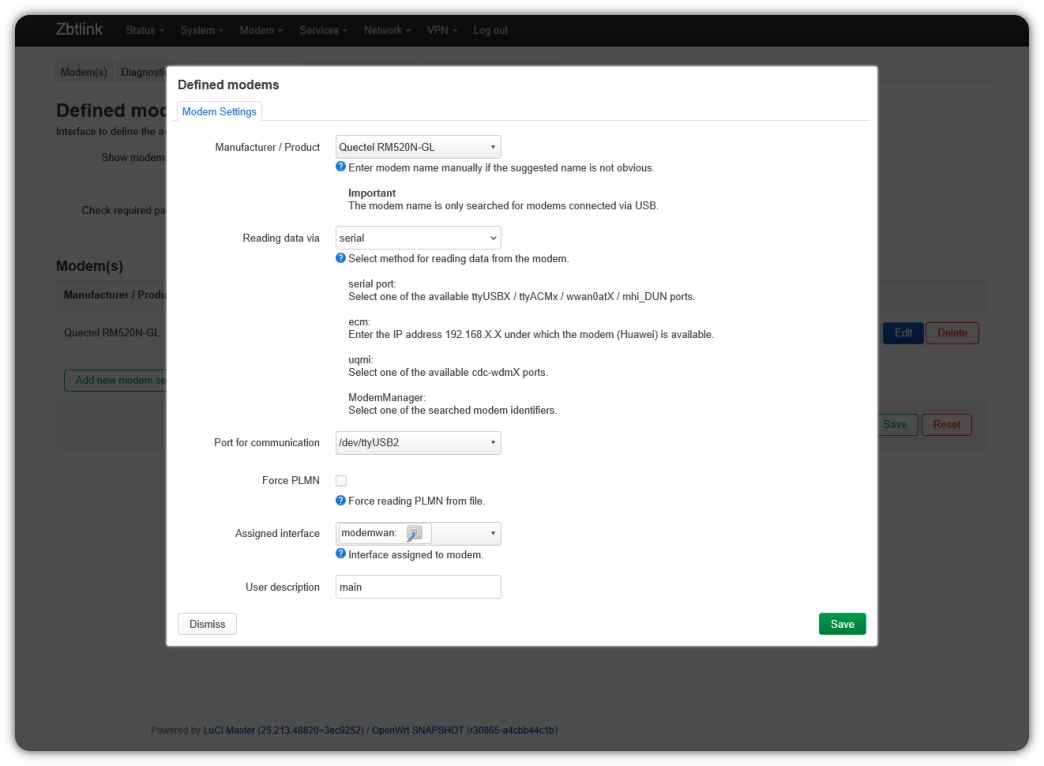 Zbtlink Status System Modem Services Network VPN Log out
Modem(s) Diagnosti
Defined modems
Defined mod
Modem Settings
Interface to define the a
Manufacturer / Product Quectel RM520N-GL
Show modems
Enter modem name manually if the suggested name is not obvious.
Important
The modem name is only searched for modems connected via USB.
Check required pa
Reading data via serial
Select method for reading data from the modem.
Modem(s)
serial port:
Select one of the available ttyUSBX / ttyACMx / wwan0atX / mhi_DUN ports.
Manufacturer / Produ
ecm:
Enter the IP address 192.168.X.X under which the modem (Huawei) is available.
Quectel RM520N-GL Edit Delete
uqmi:
Select one of the available cdc-wdmX ports.
Add new modem se
ModemManager:
Select one of the searched modem identifiers.
Save Reset
Port for communication /dev/ttyUSB2
Force PLMN
Force reading PLMN from file.
Assigned interface modemwan:
Interface assigned to modem.
User description main
Dismiss Save
Powered by LuCI Master (25.213.48820~3ec9252) / OpenWrt SNAPSHOT (r30865-a4cbb44c1b)